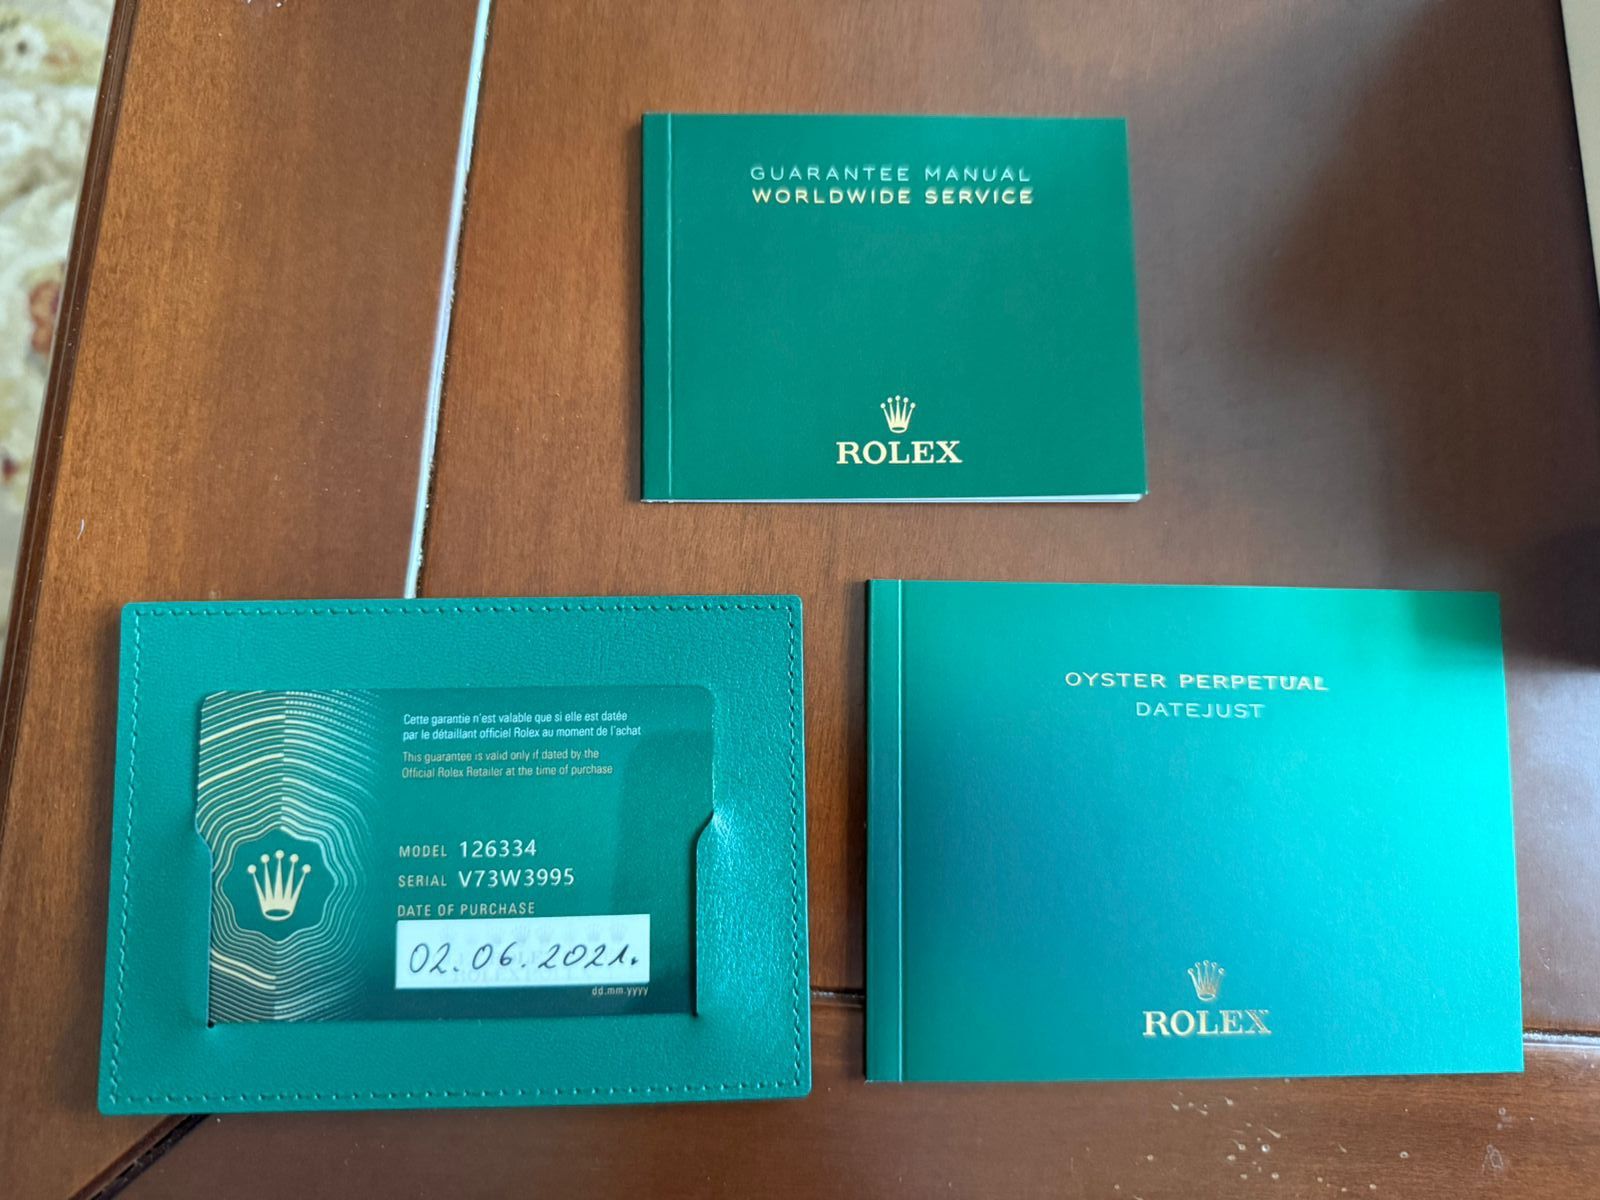 GUARANTEE MANUAL
WORLDWIDE SERVICE
ROLEX
Cette garantie n'est valable que si elle est datée
par le détaillant officiel Rolex au moment de l'achat
This guarantee is valid only if dated by the
Official Rolex Retailer at the time of purchase
MODEL 126334
SERIAL V73W3995
DATE OF PURCHASE
02.06.2021.
ROLEX
dd.mm.yyyy
OYSTER PERPETUAL
DATEJUST
ROLEX